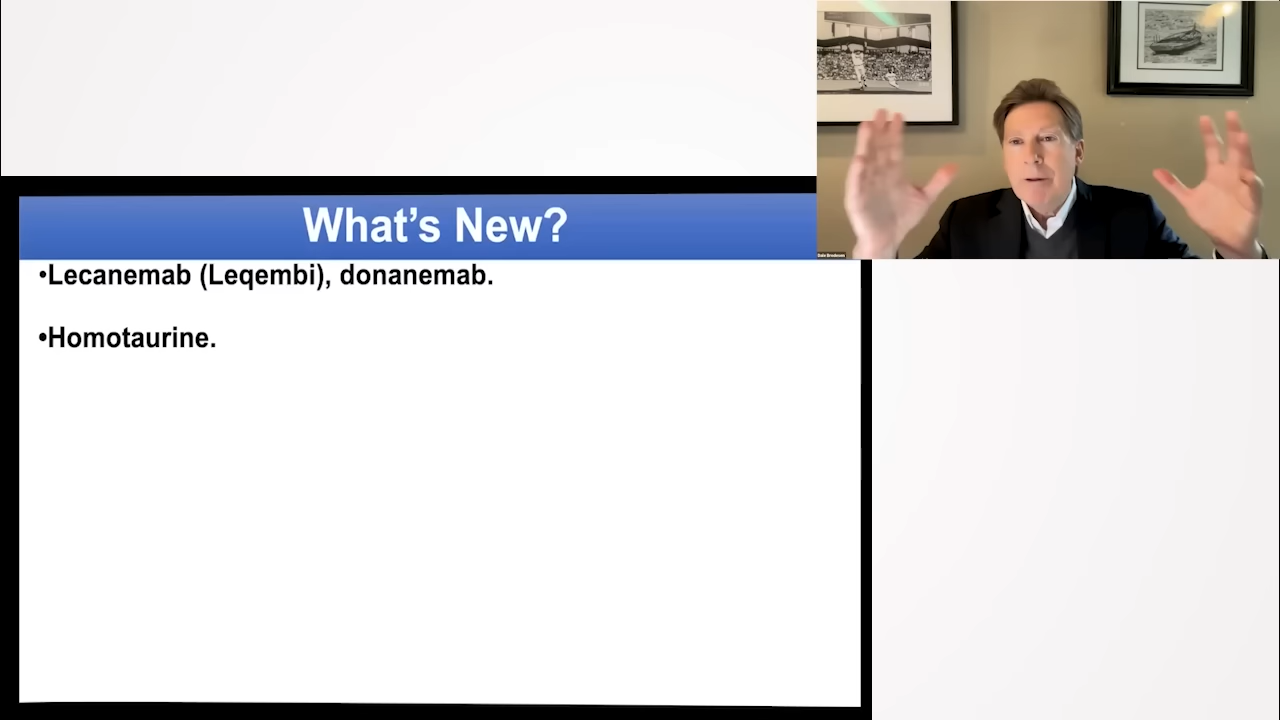 What's New?
•Lecanemab (Leqembi), donanemab.
•Homotaurine.